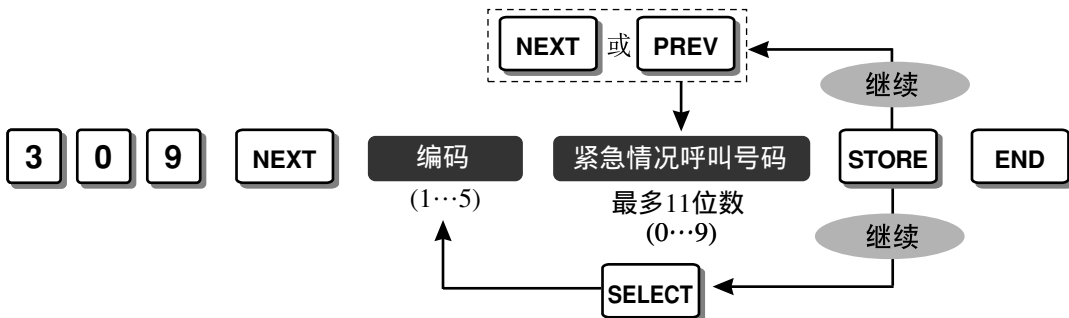 NEXT 或 PREV
继续
3 0 9 NEXT 编码 紧急情况呼叫号码 STORE END
(1…5) 最多11位数
(0…9)
继续
SELECT